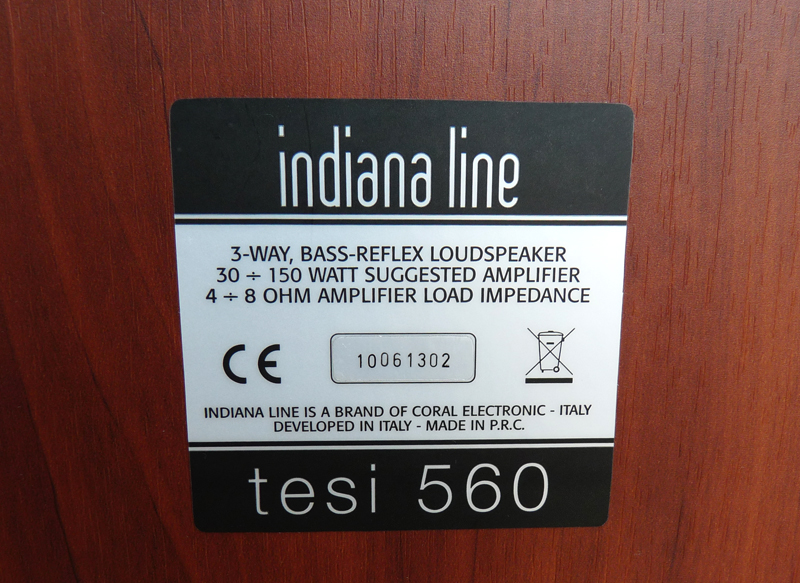 indiana line
3-WAY, BASS-REFLEX LOUDSPEAKER
30 ÷ 150 WATT SUGGESTED AMPLIFIER
4 ÷ 8 OHM AMPLIFIER LOAD IMPEDANCE
CE 10061302
INDIANA LINE IS A BRAND OF CORAL ELECTRONIC - ITALY
DEVELOPED IN ITALY - MADE IN P.R.C.
tesi 560